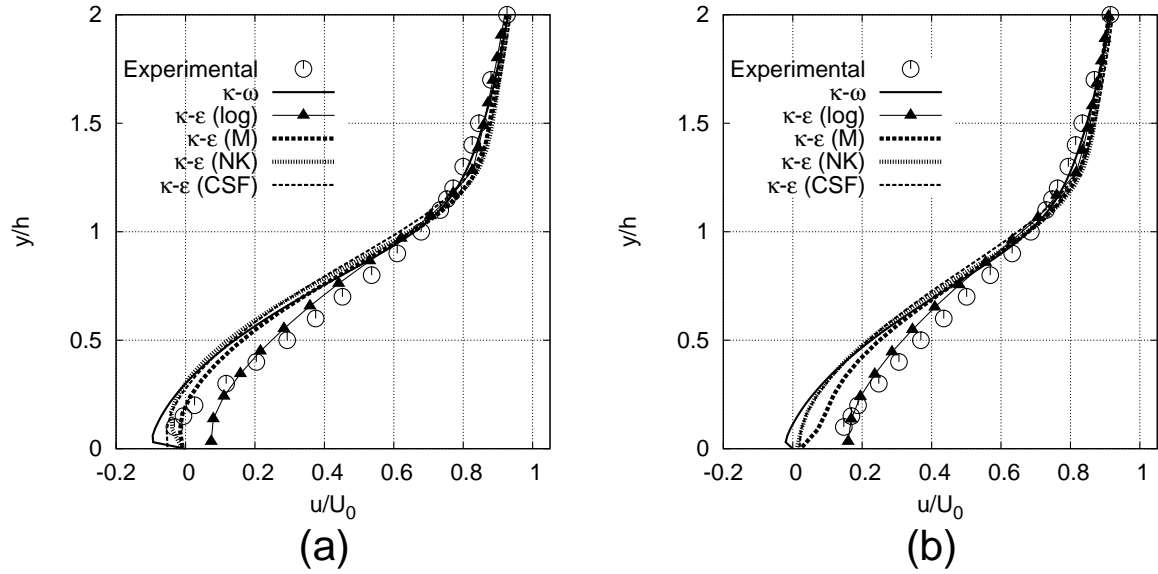 2
1.5
1
0.5
0
-0.2 0 0.2 0.4 0.6 0.8 1
y/h
u/U0
Experimental
κ-ω
κ-ε (log)
κ-ε (M)
κ-ε (NK)
κ-ε (CSF)
(a)
2
1.5
1
0.5
0
-0.2 0 0.2 0.4 0.6 0.8 1
y/h
u/U0
Experimental
κ-ω
κ-ε (log)
κ-ε (M)
κ-ε (NK)
κ-ε (CSF)
(b)